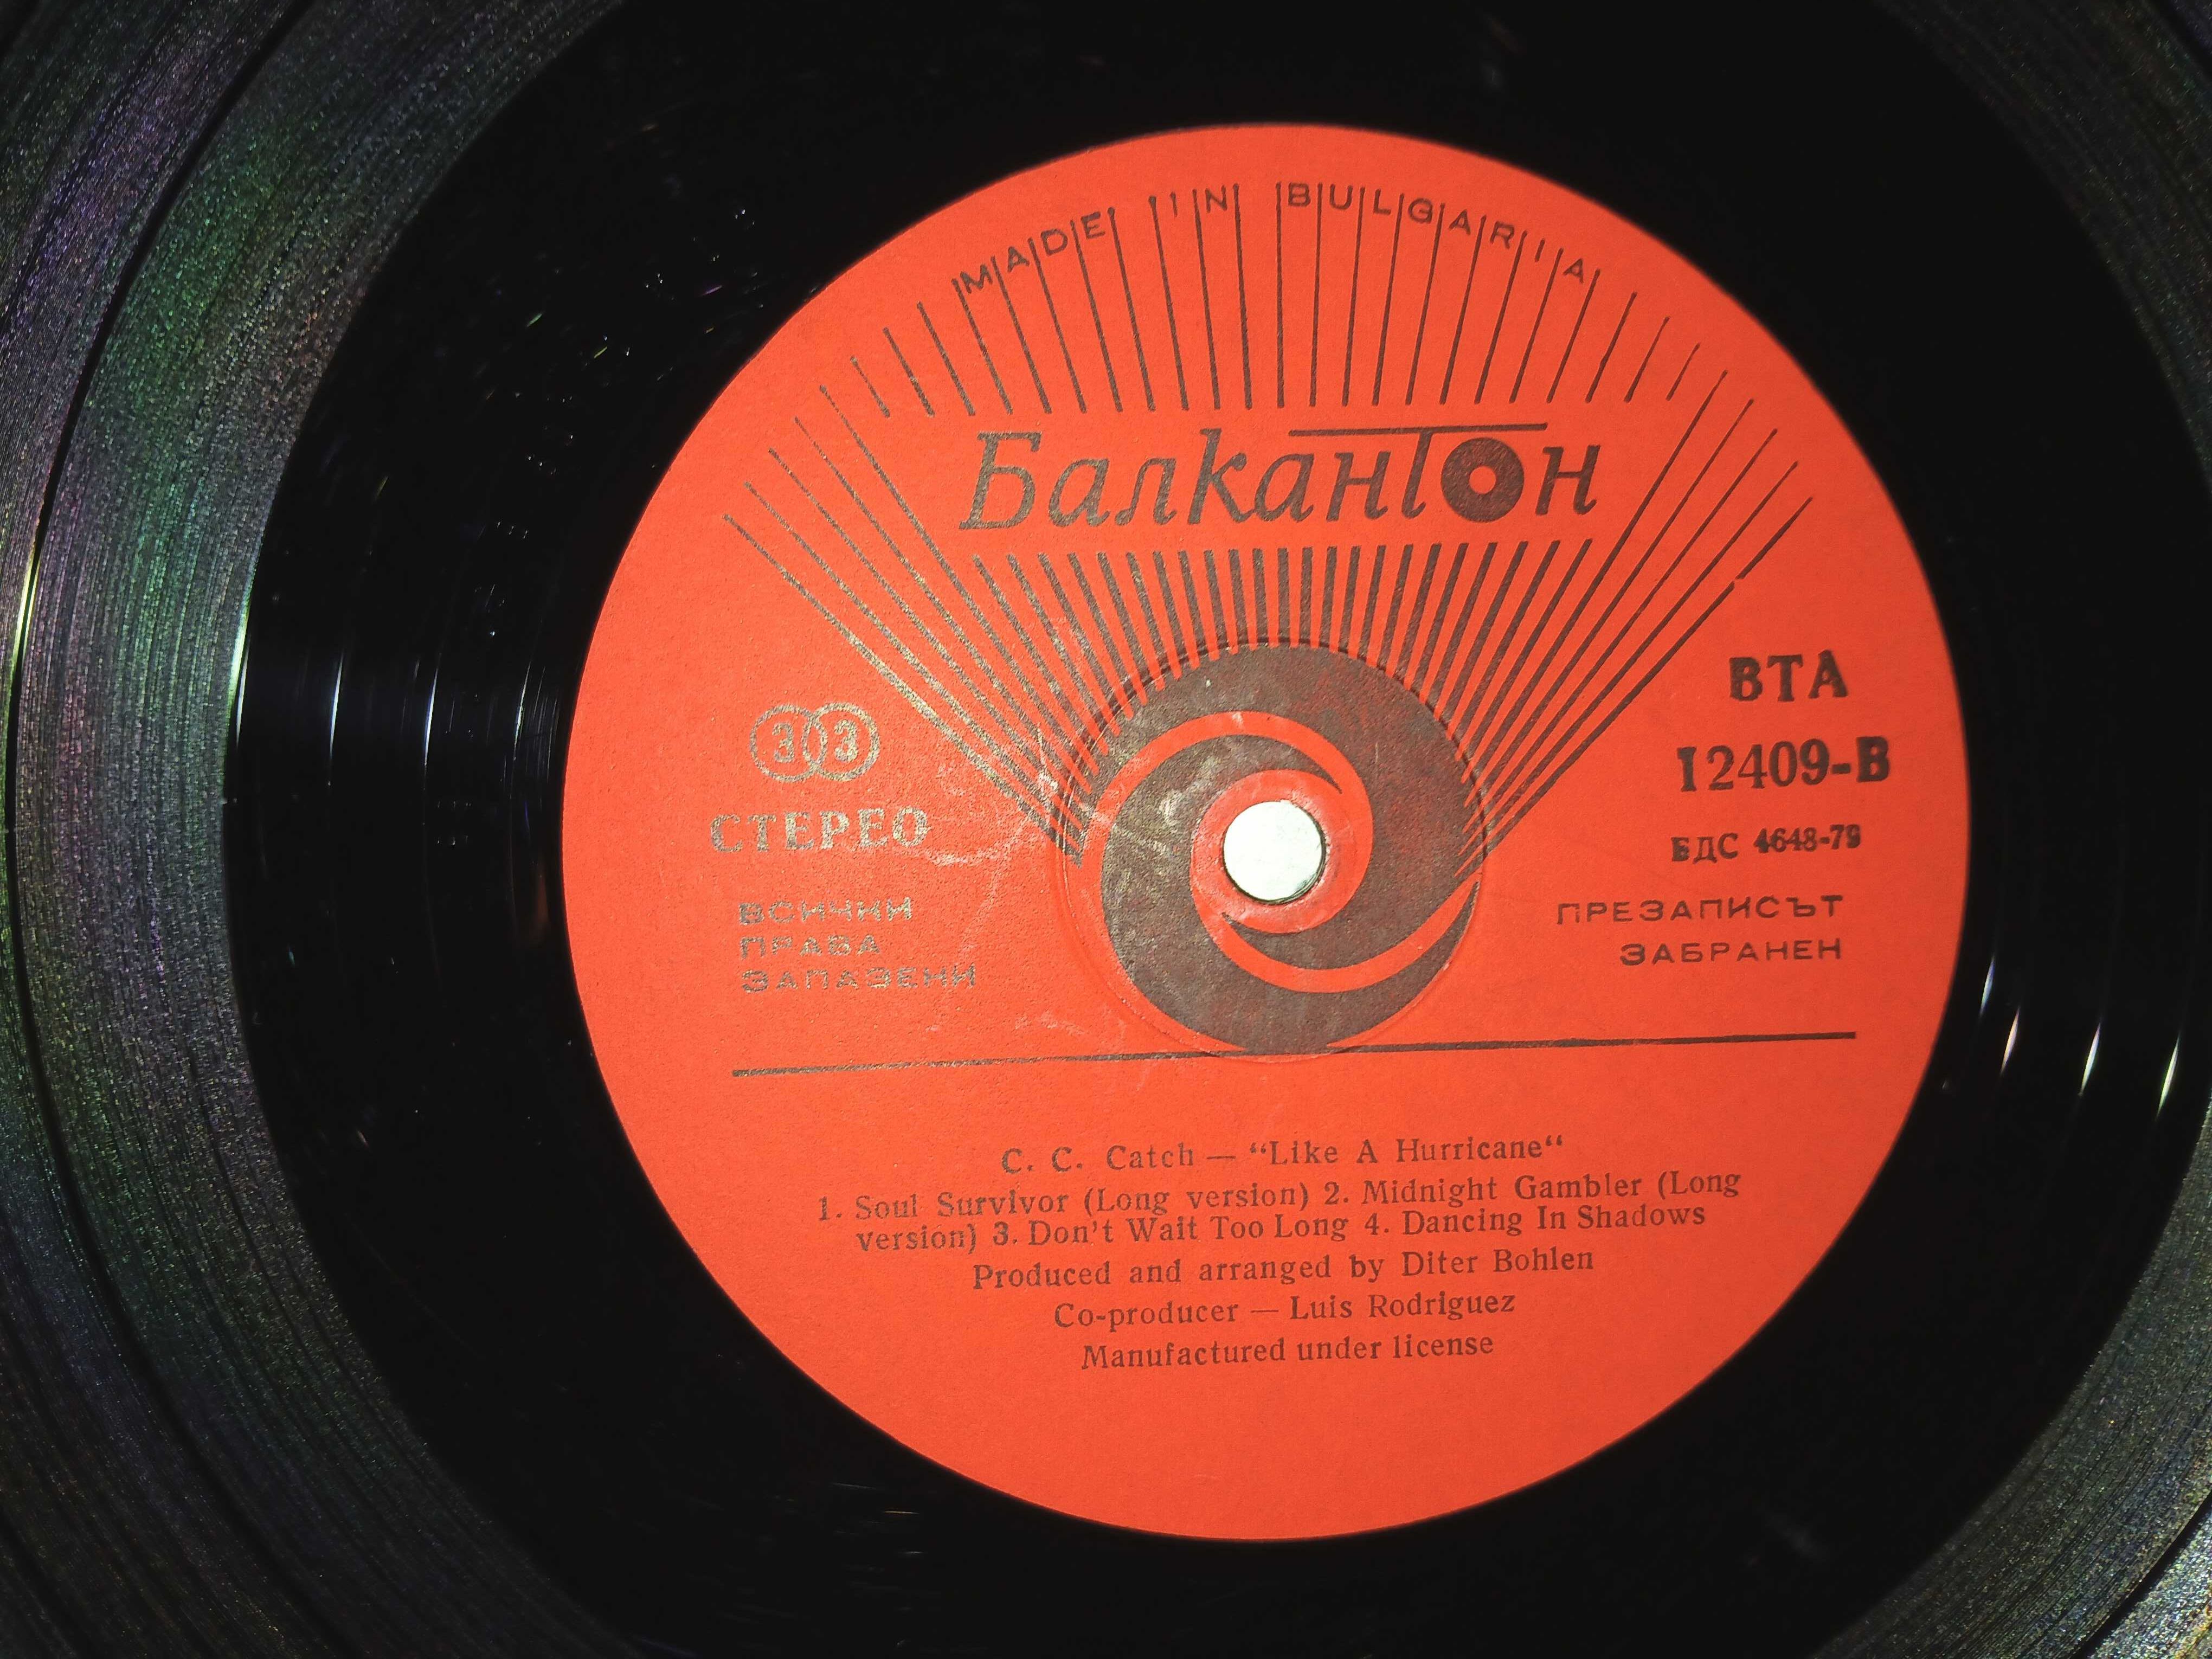 MADE IN BULGARIA
Балкантон
33
СТЕРЕО
ВСИЧКИ
ПРАВА
ЗАПАЗЕНИ
ВТА
12409-В
БДС 4648-79
ПРЕЗАПИСЪТ
ЗАБРАНЕН
C. C. Catch — “Like A Hurricane“
1. Soul Survivor (Long version) 2. Midnight Gambler (Long
version) 3. Don't Wait Too Long 4. Dancing In Shadows
Produced and arranged by Diter Bohlen
Co-producer — Luis Rodriguez
Manufactured under license